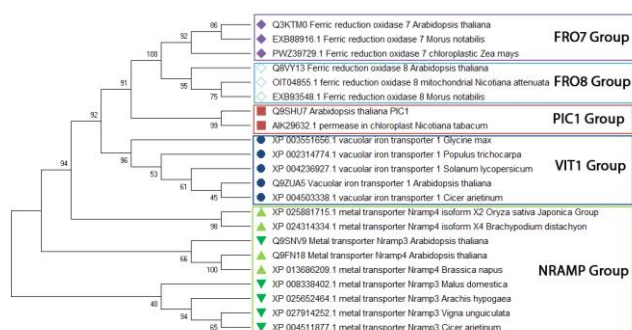 86
Q3KTM0 Ferric reduction oxidase 7 Arabidopsis thaliana
92
EXB88916.1 Ferric reduction oxidase 7 Morus notabilis
FRO7 Group
PWZ39729.1 Ferric reduction oxidase 7 chloroplastic Zea mays
100
Q8VY13 Ferric reduction oxidase 8 Arabidopsis thaliana
95
OIT04855.1 ferric reduction oxidase 8 mitochondrial Nicotiana attenuata
FRO8 Group
91
75
EXB93548.1 Ferric reduction oxidase 8 Morus notabilis
Q9SHU7 Arabidopsis thaliana PIC1
PIC1 Group
92
99
AIK29632.1 permease in chloroplast Nicotiana tabacum
XP 003551656.1 vacuolar iron transporter 1 Glycine max
96
XP 002314774.1 vacuolar iron transporter 1 Populus trichocarpa
94
53
XP 004236927.1 vacuolar iron transporter 1 Solanum lycopersicum
VIT1 Group
61
Q9ZUA5 Vacuolar iron transporter 1 Arabidopsis thaliana
45
XP 004503338.1 vacuolar iron transporter 1 Cicer arietinum
XP 025881715.1 metal transporter Nramp4 isoform X2 Oryza sativa Japonica Group
98
XP 024314334.1 metal transporter Nramp4 isoform X4 Brachypodium distachyon
Q9SNV9 Metal transporter Nramp3 Arabidopsis thaliana
66
Q9FN18 Metal transporter Nramp4 Arabidopsis thaliana
100
XP 013686209.1 metal transporter Nramp4 Brassica napus
NRAMP Group
XP 008338402.1 metal transporter Nramp3 Malus domestica
40
XP 025652464.1 metal transporter Nramp3 Arachis hypogaea
94
XP 027914252.1 metal transporter Nramp3 Vigna unguiculata
65
XP 004511877.1 metal transporter Nramp3 Cicer arietinum